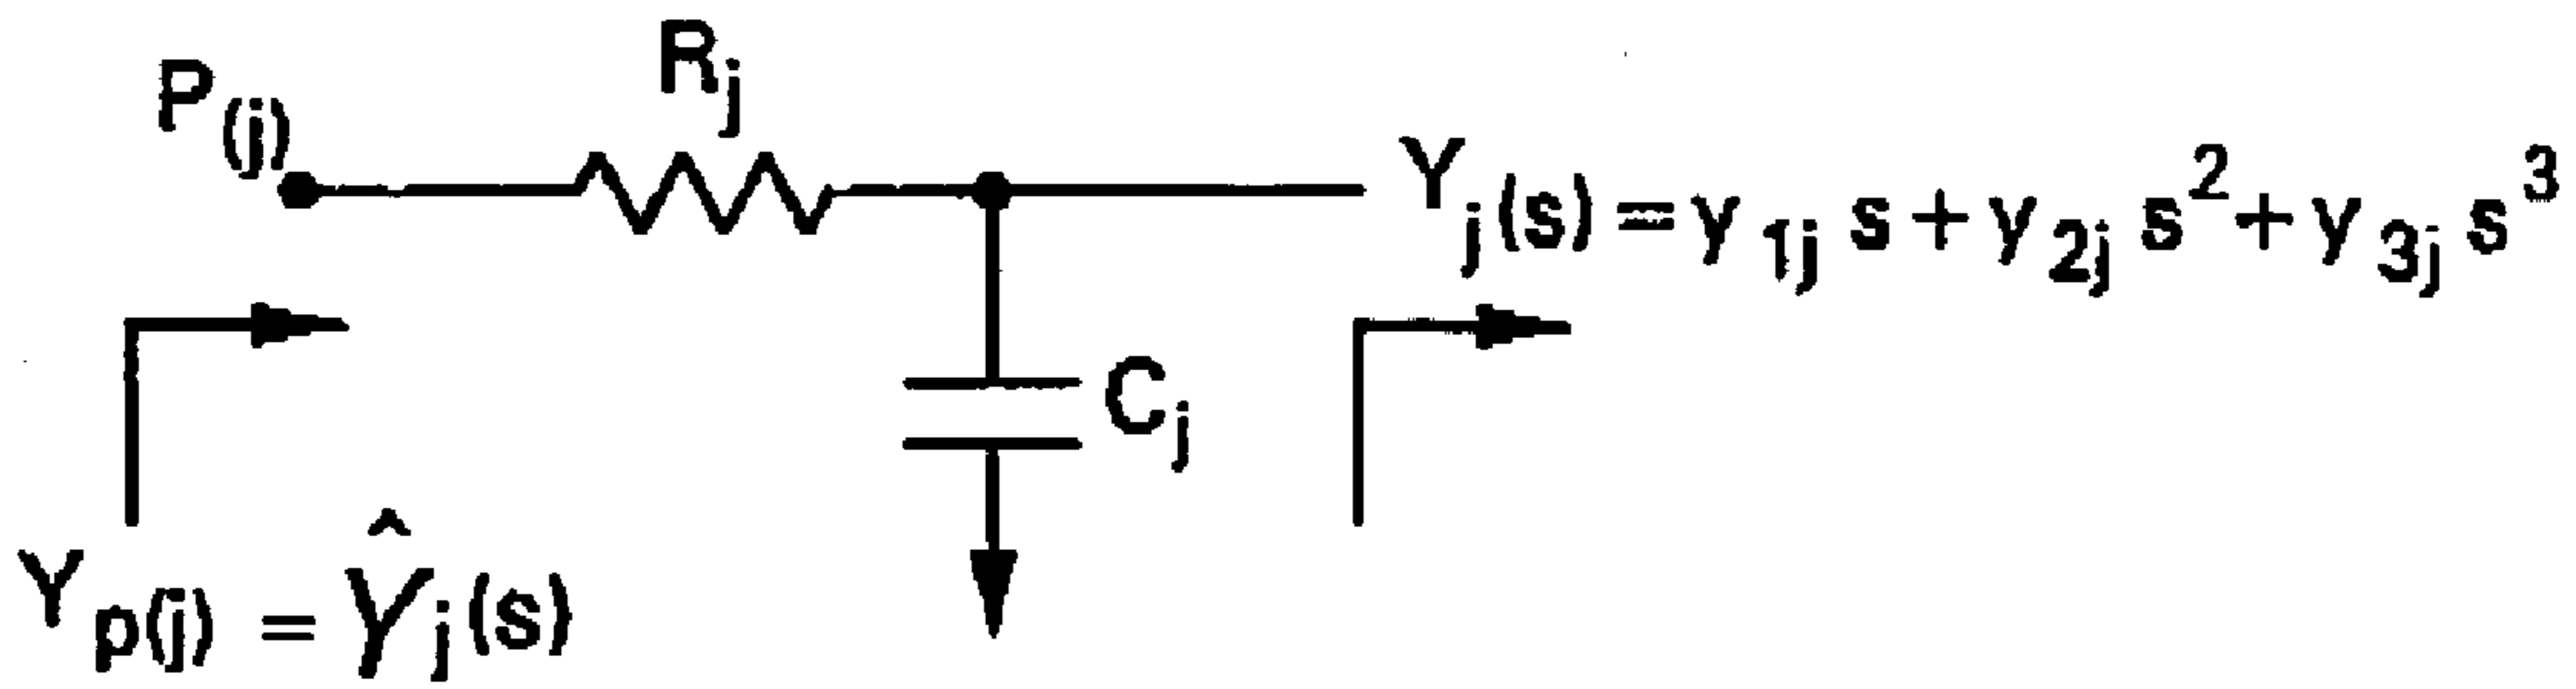 R_j
P_(j)
Y_j(s) = y_1j s + y_2j s^2 + y_3j s^3
C_j
Y_p(j) = Ŷ_j(s)